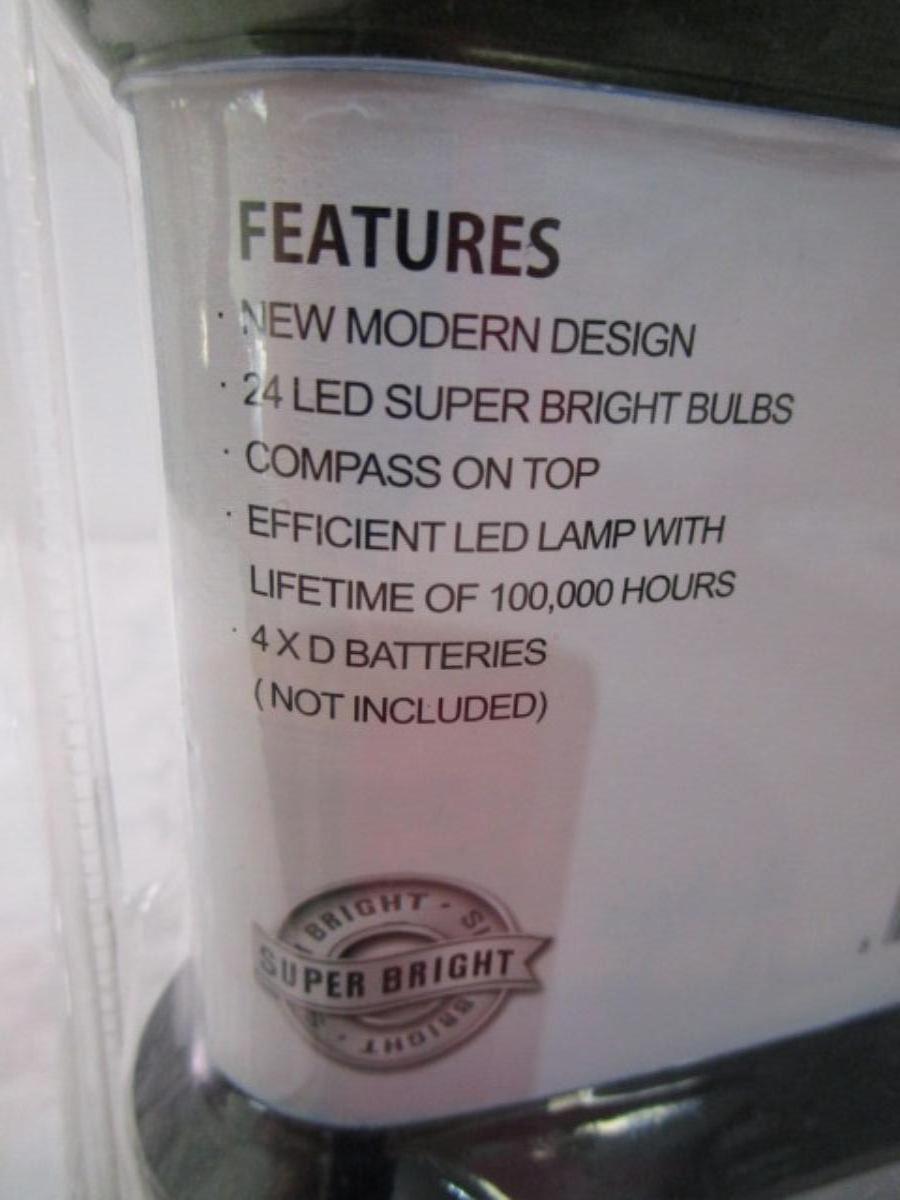 FEATURES
· NEW MODERN DESIGN
· 24 LED SUPER BRIGHT BULBS
· COMPASS ON TOP
· EFFICIENT LED LAMP WITH
LIFETIME OF 100,000 HOURS
· 4 X D BATTERIES
( NOT INCLUDED)
BRIGHT ·
SUPER BRIGHT
· BRIGHT